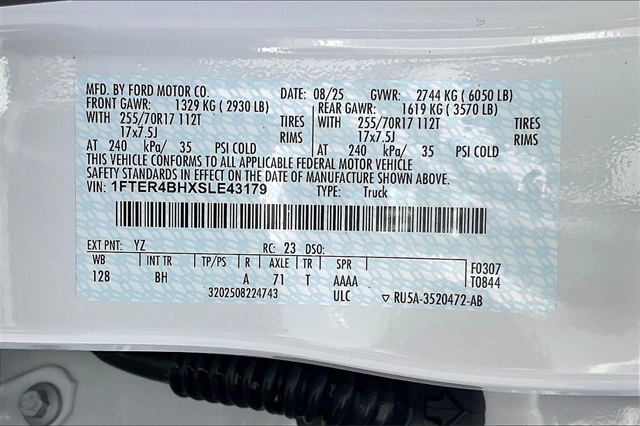 MFD. BY FORD MOTOR CO. DATE: 08/25 GVWR: 2744 KG (6050 LB)
FRONT GAWR: 1329 KG (2930 LB) REAR GAWR: 1619 KG (3570 LB)
WITH 255/70R17 112T TIRES WITH 255/70R17 112T TIRES
17x7.5J RIMS 17x7.5J RIMS
AT 240 kPa/ 35 PSI COLD AT 240 kPa/ 35 PSI COLD
THIS VEHICLE CONFORMS TO ALL APPLICABLE FEDERAL MOTOR VEHICLE
SAFETY STANDARDS IN EFFECT ON THE DATE OF MANUFACTURE SHOWN ABOVE.
VIN: 1FTER4BHXSLE43179 TYPE: Truck
EXT PNT: YZ RC: 23 DSO:
WB INT TR TP/PS R AXLE TR SPR F0307
128 BH A 71 T AAAA T0844
3202508224743 ULC ▽ RU5A-3520472-AB